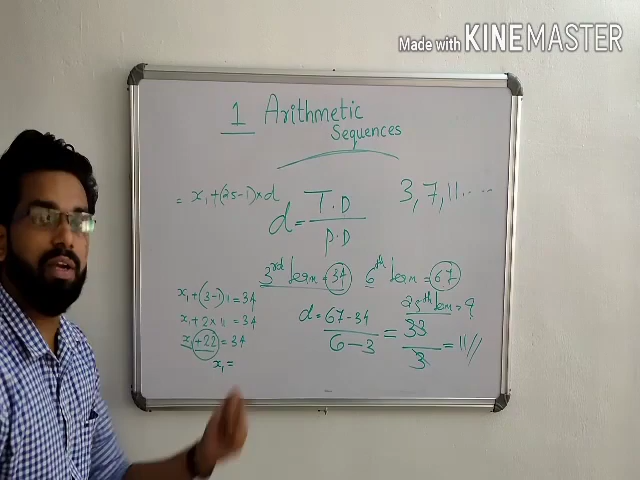 Made with KINEMASTER
1 Arithmetic
Sequences
= x₁+(25-1)×d
d = T.D / P.D
3, 7, 11.....
3rd term = 34 6th term = 67
25th term = ?
x₁+(3-1)11 = 34
x₁+2×11 = 34
x₁+22 = 34
x₁ =
d = 67-34 / 6-3 = 33 / 3 = 11//